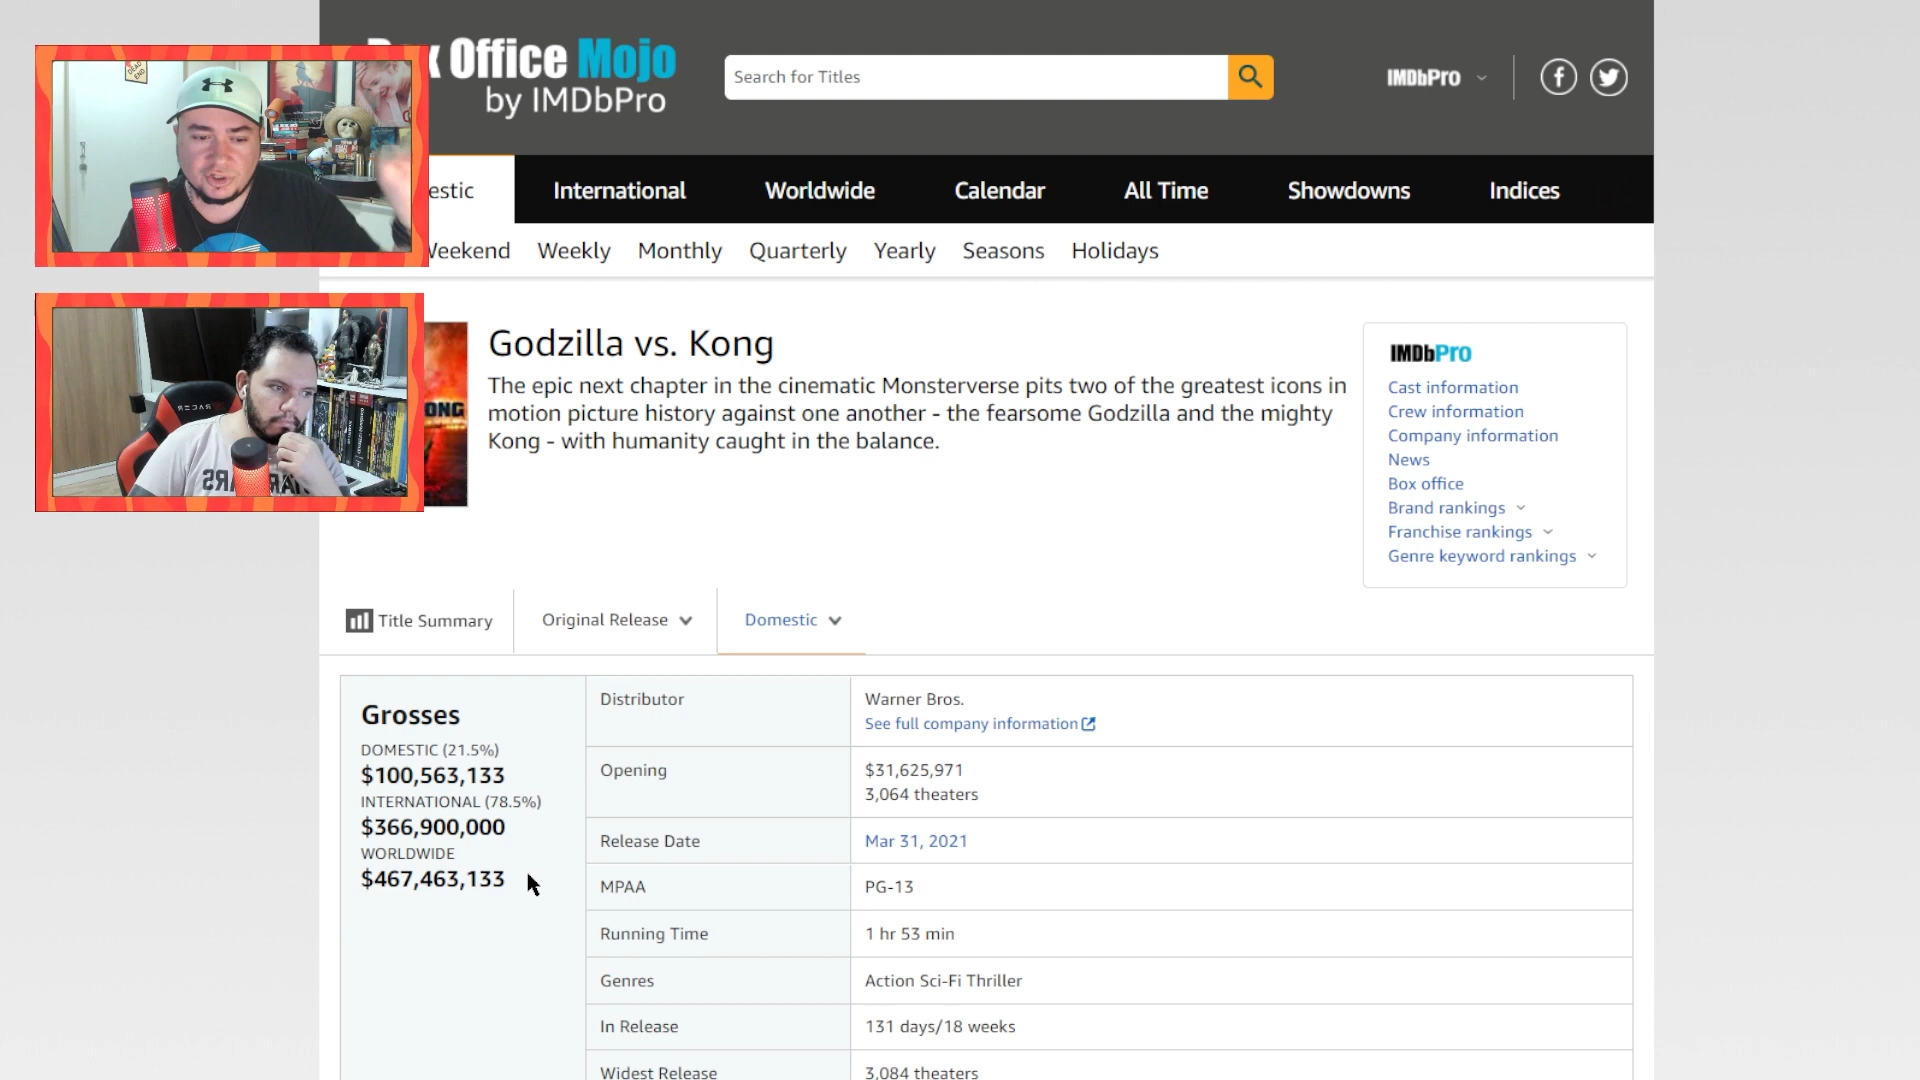 Office Mojo
by IMDbPro
Search for Titles
IMDbPro
DEAD END
estic
International
Worldwide
Calendar
All Time
Showdowns
Indices
eekend
Weekly
Monthly
Quarterly
Yearly
Seasons
Holidays
ONG
Godzilla vs. Kong
The epic next chapter in the cinematic Monsterverse pits two of the greatest icons in
motion picture history against one another - the fearsome Godzilla and the mighty
Kong - with humanity caught in the balance.
IMDbPro
Cast information
Crew information
Company information
News
Box office
Brand rankings
Franchise rankings
Genre keyword rankings
Title Summary
Original Release
Domestic
Grosses
DOMESTIC (21.5%)
$100,563,133
INTERNATIONAL (78.5%)
$366,900,000
WORLDWIDE
$467,463,133
Distributor
Warner Bros.
See full company information
Opening
$31,625,971
3,064 theaters
Release Date
Mar 31, 2021
MPAA
PG-13
Running Time
1 hr 53 min
Genres
Action Sci-Fi Thriller
In Release
131 days/18 weeks
Widest Release
3,084 theaters